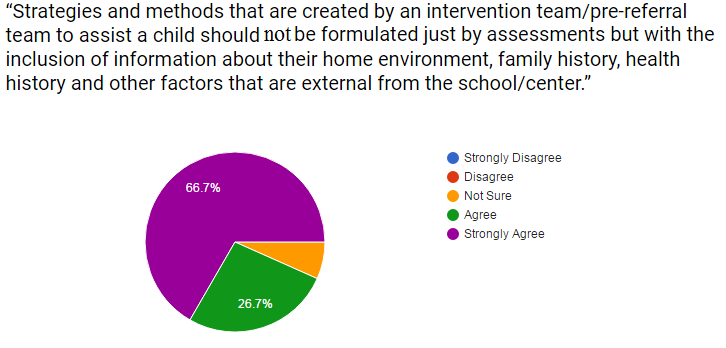 “Strategies and methods that are created by an intervention team/pre-referral
team to assist a child should not be formulated just by assessments but with the
inclusion of information about their home environment, family history, health
history and other factors that are external from the school/center.”
66.7%
26.7%
Strongly Disagree
Disagree
Not Sure
Agree
Strongly Agree